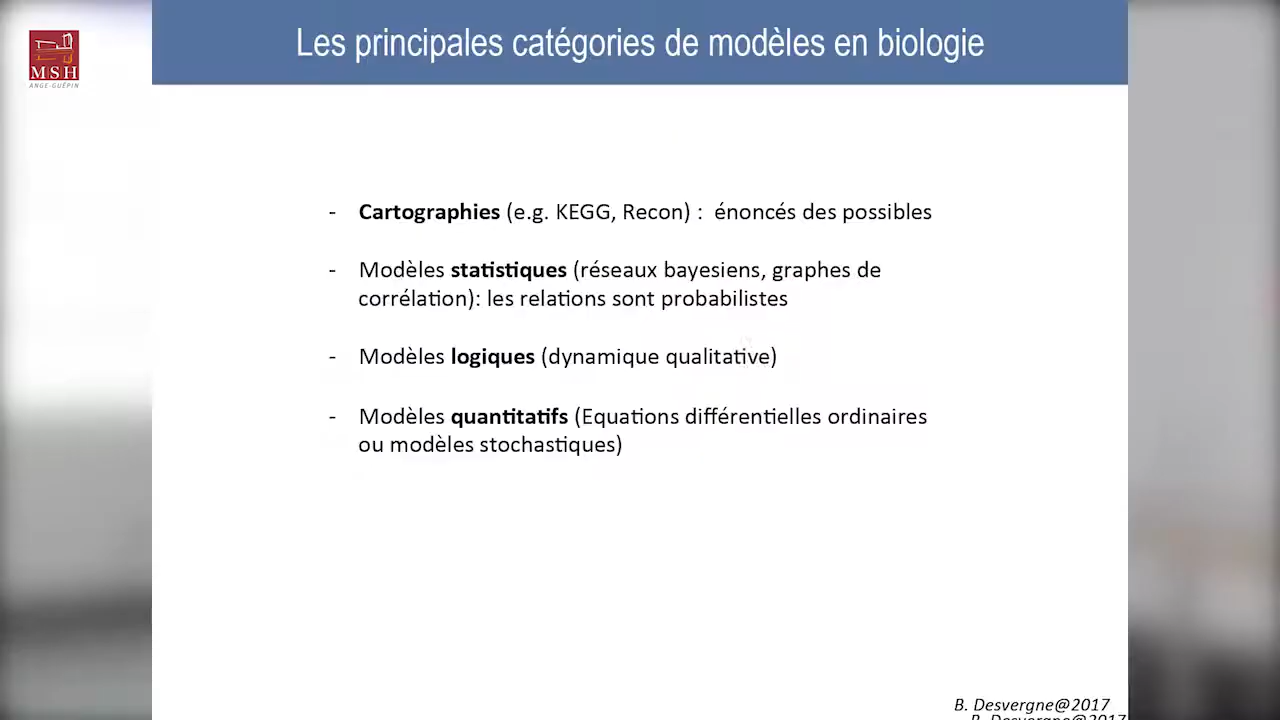 MSH
ANGE-GUÉPIN
Les principales catégories de modèles en biologie
- Cartographies (e.g. KEGG, Recon) : énoncés des possibles
- Modèles statistiques (réseaux bayesiens, graphes de
corrélation): les relations sont probabilistes
- Modèles logiques (dynamique qualitative)
- Modèles quantitatifs (Equations différentielles ordinaires
ou modèles stochastiques)
B. Desvergne@2017
B. Desvergne@2017